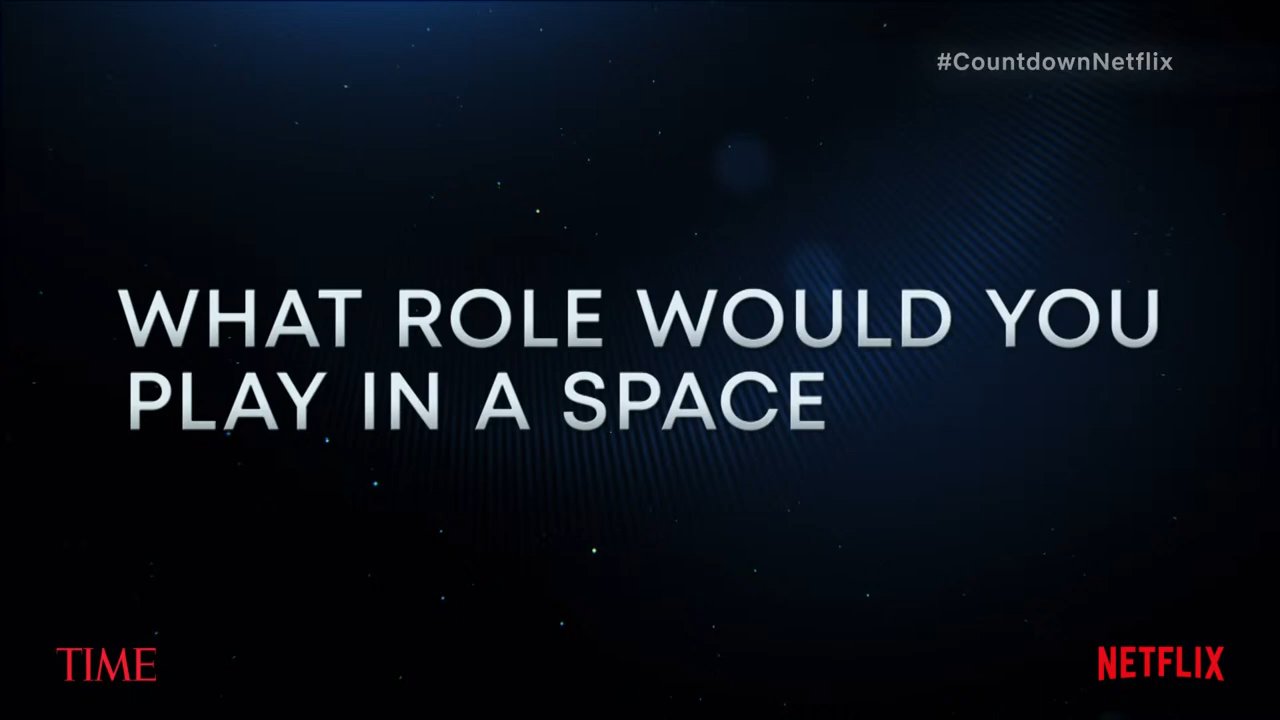 #CountdownNetflix
WHAT ROLE WOULD YOU
PLAY IN A SPACE
TIME
NETFLIX